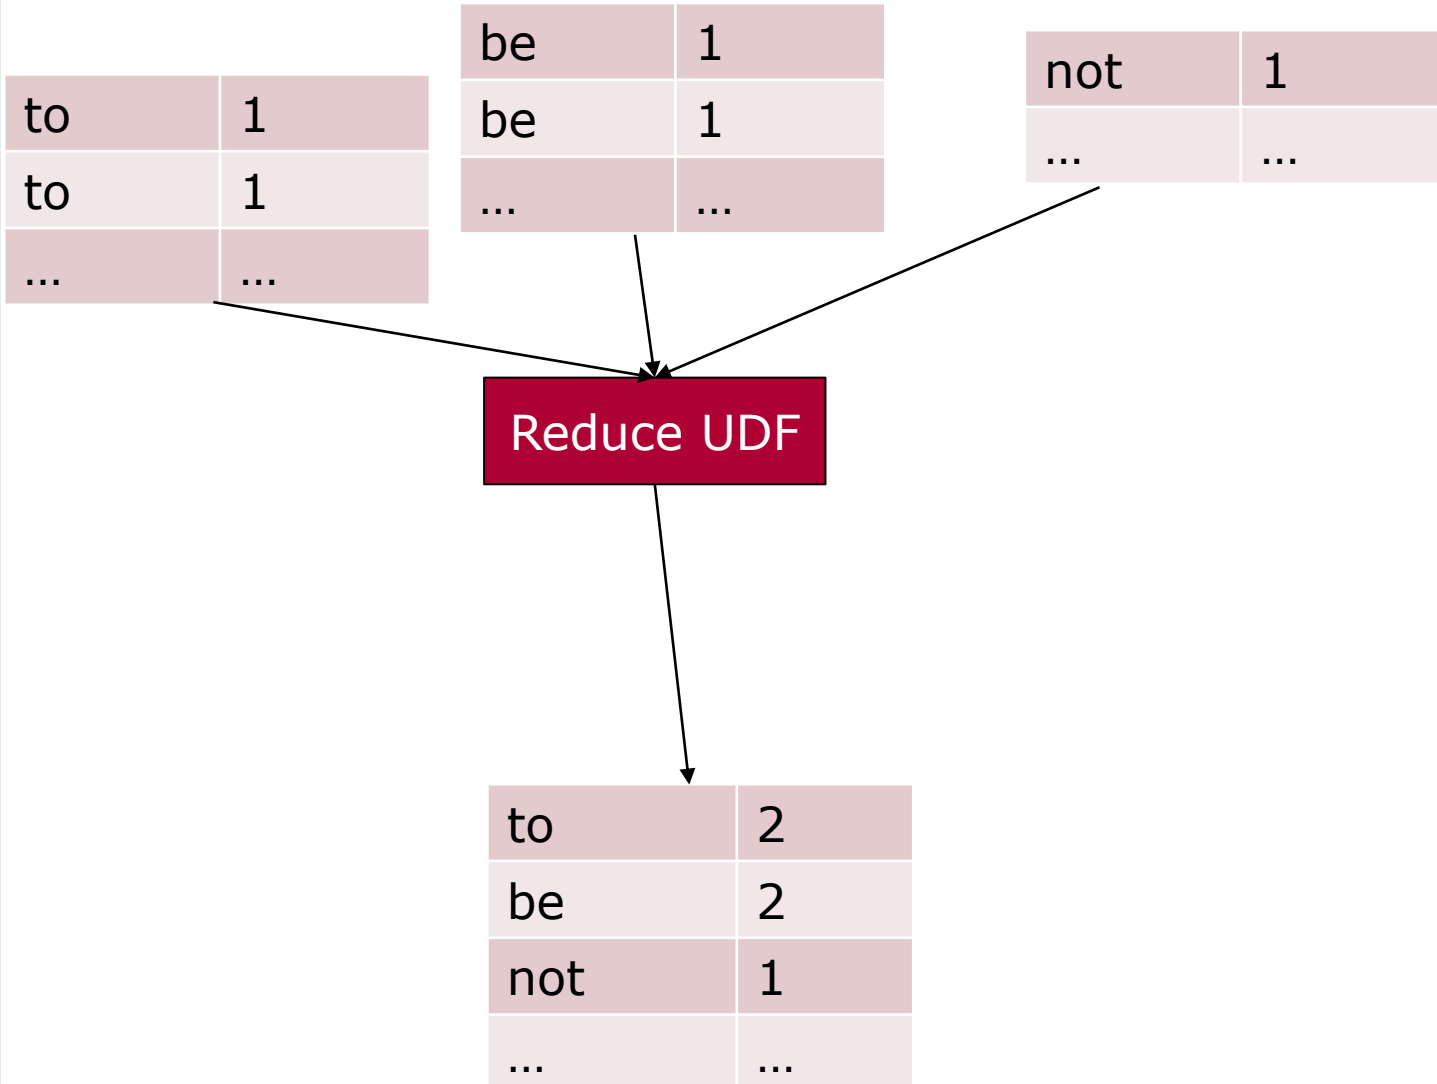 to 1
to 1
… …
be 1
be 1
… …
not 1
… …
Reduce UDF
to 2
be 2
not 1
… …